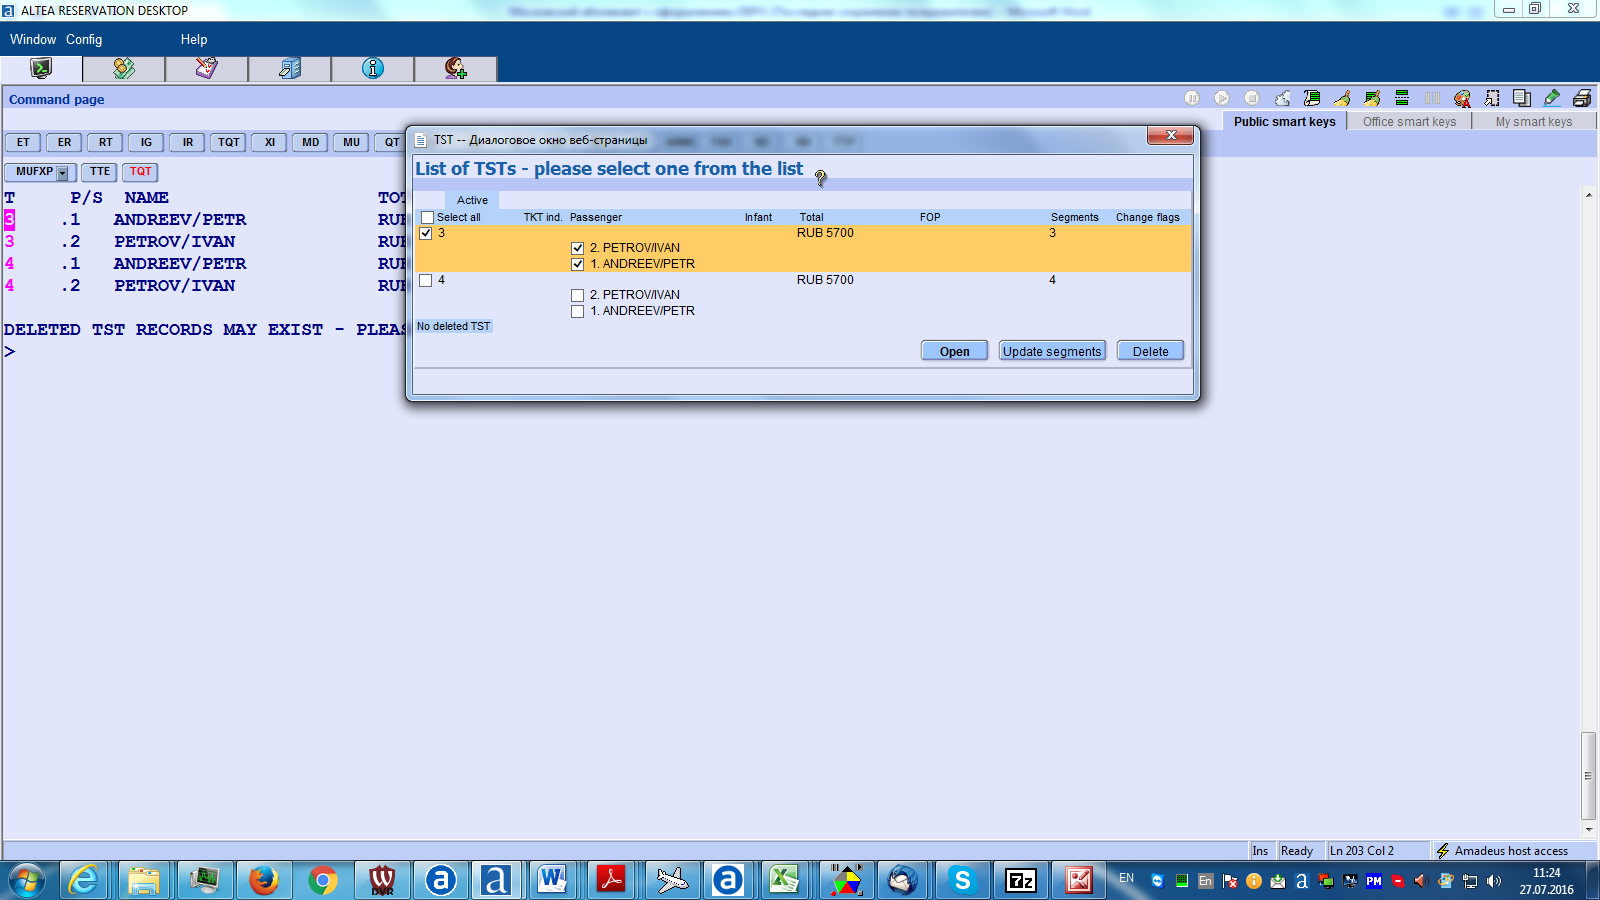 ALTEA RESERVATION DESKTOP
Window Config Help
Command page
Public smart keys Office smart keys My smart keys
ET ER RT IG IR TQT XI MD MU QT
MUFXP TTE TQT
T P/S NAME TOT
3 .1 ANDREEV/PETR RUB
3 .2 PETROV/IVAN RUB
4 .1 ANDREEV/PETR RUB
4 .2 PETROV/IVAN RUB
DELETED TST RECORDS MAY EXIST - PLEAS
>
TST -- Диалоговое окно веб-страницы
List of TSTs - please select one from the list
Active
Select all TKT ind. Passenger Infant Total FOP Segments Change flags
3 RUB 5700 3
2. PETROV/IVAN
1. ANDREEV/PETR
4 RUB 5700 4
2. PETROV/IVAN
1. ANDREEV/PETR
No deleted TST
Open Update segments Delete
Ins Ready Ln 203 Col 2 Amadeus host access
EN
11:24
27.07.2016